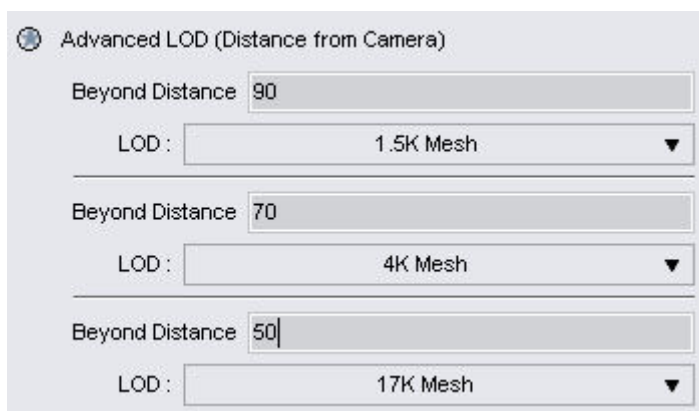 Advanced LOD (Distance from Camera)
Beyond Distance 90
LOD : 1.5K Mesh
Beyond Distance 70
LOD : 4K Mesh
Beyond Distance 50
LOD : 17K Mesh